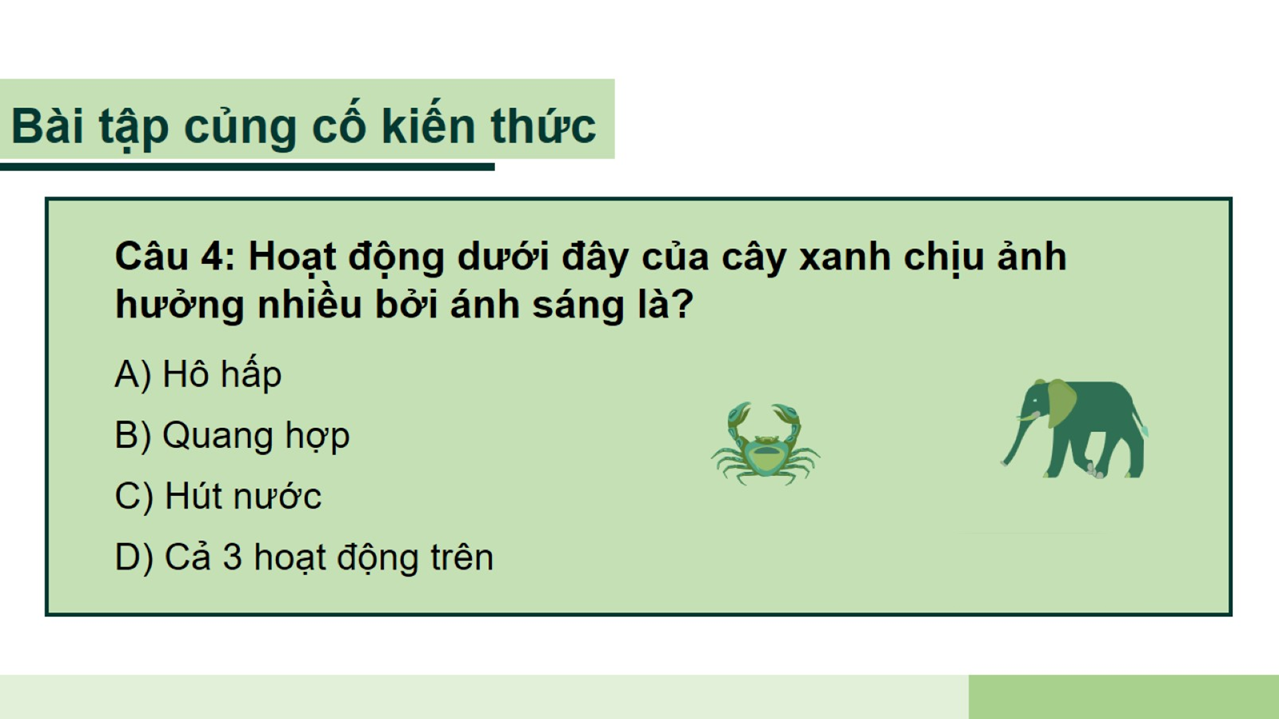 Bài tập củng cố kiến thức
Câu 4: Hoạt động dưới đây của cây xanh chịu ảnh
hưởng nhiều bởi ánh sáng là?
A) Hô hấp
B) Quang hợp
C) Hút nước
D) Cả 3 hoạt động trên